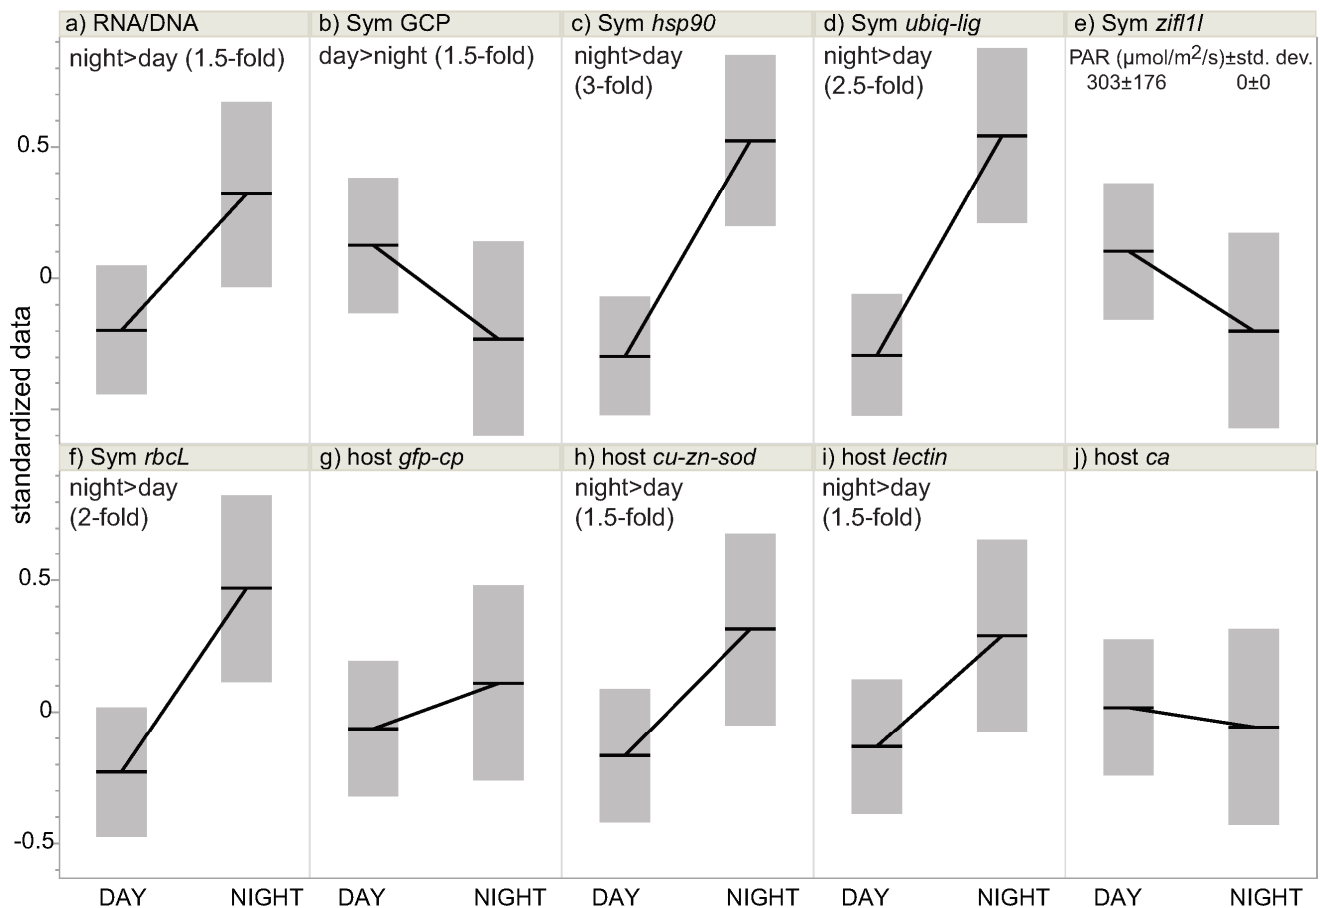 a) RNA/DNA
b) Sym GCP
c) Sym hsp90
d) Sym ubiq-lig
e) Sym zifl1l
night>day (1.5-fold)
day>night (1.5-fold)
night>day
(3-fold)
night>day
(2.5-fold)
PAR (μmol/m2/s)±std. dev.
303±176 0±0
0.5
0
standardized data
f) Sym rbcL
g) host gfp-cp
h) host cu-zn-sod
i) host lectin
j) host ca
night>day
(2-fold)
night>day
(1.5-fold)
night>day
(1.5-fold)
0.5
0
-0.5
DAY NIGHT DAY NIGHT DAY NIGHT DAY NIGHT DAY NIGHT